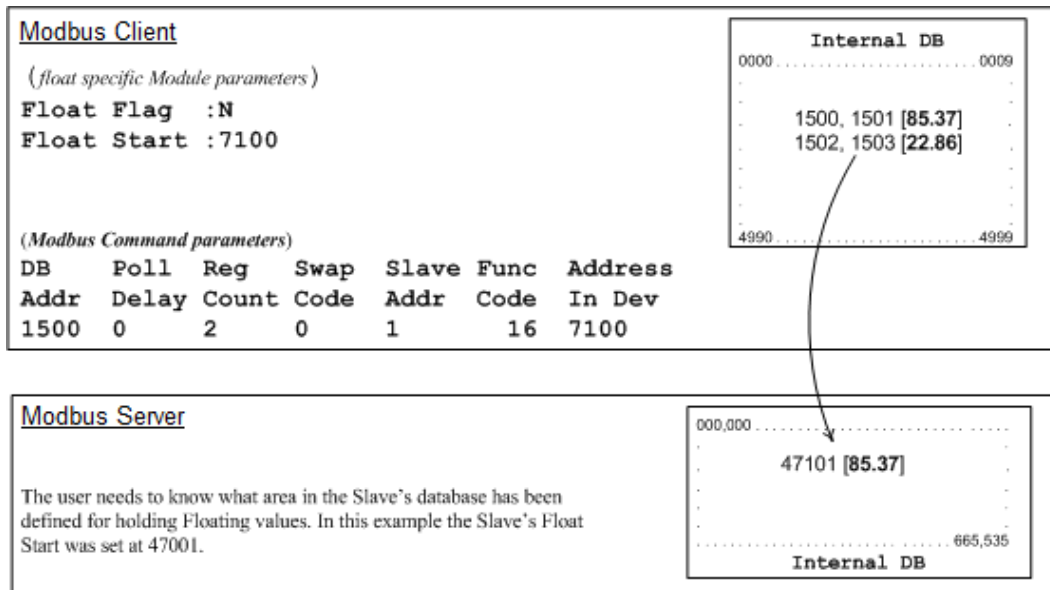 Modbus Client
(float specific Module parameters)
Float Flag :N
Float Start :7100
(Modbus Command parameters)
DB Poll Reg Swap Slave Func Address
Addr Delay Count Code Addr Code In Dev
1500 0 2 0 1 16 7100
Internal DB
0000 . . . . . . . . . . . . . . . . . . . . . . . . 0009
1500, 1501 [85.37]
1502, 1503 [22.86]
4990 . . . . . . . . . . . . . . . . . . . . . . . . 4999
Modbus Server
The user needs to know what area in the Slave's database has been
defined for holding Floating values. In this example the Slave's Float
Start was set at 47001.
000,000 . . . . . . . . . . . . . . . . . . . . . . . .
47101 [85.37]
. . . . . . . . . . . . . . . . . . . . . . . . 665,535
Internal DB